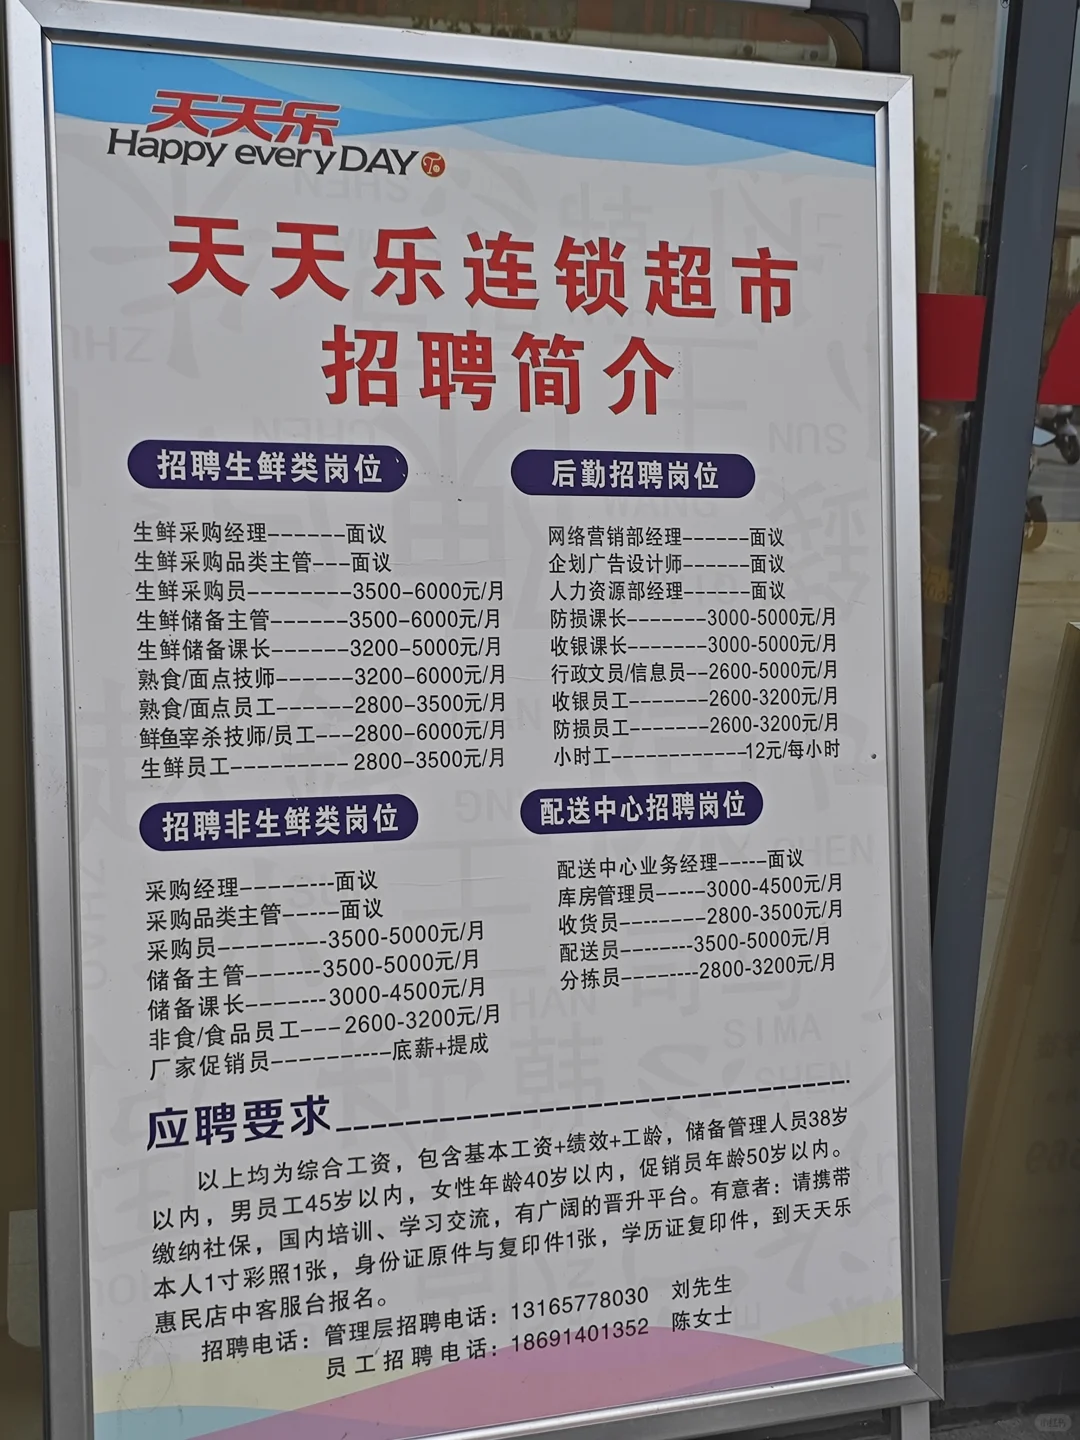 天天乐
Happy every DAY
天天乐连锁超市
招聘简介
招聘生鲜类岗位
生鲜采购经理------面议
生鲜采购品类主管---面议
生鲜采购员--------3500-6000元/月
生鲜储备主管------3500-6000元/月
生鲜储备课长------3200-5000元/月
熟食/面点技师------3200-6000元/月
熟食/面点员工------2800-3500元/月
鲜鱼宰杀技师/员工---2800-6000元/月
生鲜员工---------2800-3500元/月
后勤招聘岗位
网络营销部经理------面议
企划广告设计师------面议
人力资源部经理------面议
防损课长-------3000-5000元/月
收银课长-------3000-5000元/月
行政文员/信息员--2600-5000元/月
收银员工-------2600-3200元/月
防损员工-------2600-3200元/月
小时工------------12元/每小时
招聘非生鲜类岗位
采购经理---------面议
采购品类主管-----面议
采购员----------3500-5000元/月
储备主管-------3500-5000元/月
储备课长-------3000-4500元/月
非食/食品员工---2600-3200元/月
厂家促销员-----------底薪+提成
配送中心招聘岗位
配送中心业务经理-----面议
库房管理员-----3000-4500元/月
收货员--------2800-3500元/月
配送员--------3500-5000元/月
分拣员--------2800-3200元/月
应聘要求
以上均为综合工资，包含基本工资+绩效+工龄，储备管理人员38岁
以内，男员工45岁以内，女性年龄40岁以内，促销员年龄50岁以内。
缴纳社保，国内培训、学习交流，有广阔的晋升平台。有意者：请携带
本人1寸彩照1张，身份证原件与复印件1张，学历证复印件，到天天乐
惠民店中客服台报名。
招聘电话：管理层招聘电话：13165778030 刘先生
员工招聘电话：18691401352 陈女士